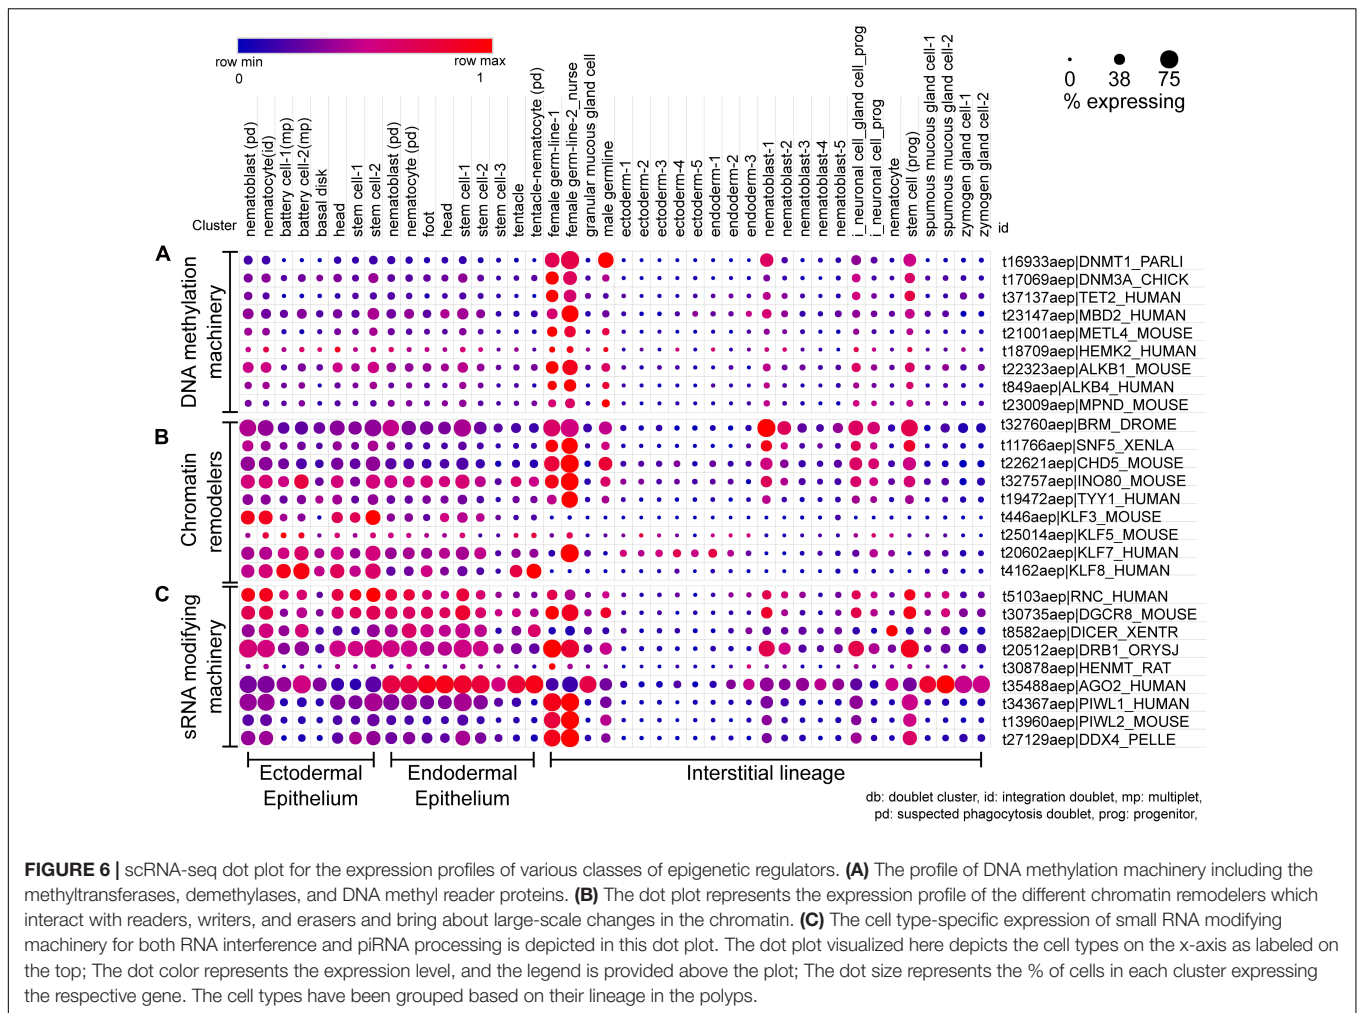 row min
row max
0
1
0
38
75
% expressing
Cluster
nematoblast (pd)
nematocyte(id)
battery cell-1(mp)
battery cell-2(mp)
basal disk
head
stem cell-1
stem cell-2
nematoblast (pd)
nematocyte (pd)
foot
head
stem cell-1
stem cell-2
stem cell-3
tentacle
tentacle-nematocyte (pd)
female germ-line-1
female germ-line-2_nurse
granular mucous gland cell
male germline
ectoderm-1
ectoderm-2
ectoderm-3
ectoderm-4
ectoderm-5
endoderm-1
endoderm-2
endoderm-3
nematoblast-1
nematoblast-2
nematoblast-3
nematoblast-4
nematoblast-5
i_neuronal cell_gland cell_prog
i_neuronal cell_prog
nematocyte
stem cell (prog)
spumous mucous gland cell-1
spumous mucous gland cell-2
zymogen gland cell-1
zymogen gland cell-2
id
A
DNA methylation
machinery
t16933aep|DNMT1_PARLI
t17069aep|DNM3A_CHICK
t37137aep|TET2_HUMAN
t23147aep|MBD2_HUMAN
t21001aep|METL4_MOUSE
t18709aep|HEMK2_HUMAN
t22323aep|ALKB1_MOUSE
t849aep|ALKB4_HUMAN
t23009aep|MPND_MOUSE
B
Chromatin
remodelers
t32760aep|BRM_DROME
t11766aep|SNF5_XENLA
t22621aep|CHD5_MOUSE
t32757aep|INO80_MOUSE
t19472aep|TYY1_HUMAN
t446aep|KLF3_MOUSE
t25014aep|KLF5_MOUSE
t20602aep|KLF7_HUMAN
t4162aep|KLF8_HUMAN
C
sRNA modifying
machinery
t5103aep|RNC_HUMAN
t30735aep|DGCR8_MOUSE
t8582aep|DICER_XENTR
t20512aep|DRB1_ORYSJ
t30878aep|HENMT_RAT
t35488aep|AGO2_HUMAN
t34367aep|PIWL1_HUMAN
t13960aep|PIWL2_MOUSE
t27129aep|DDX4_PELLE
Ectodermal
Epithelium
Endodermal
Epithelium
Interstitial lineage
db: doublet cluster, id: integration doublet, mp: multiplet,
pd: suspected phagocytosis doublet, prog: progenitor,
FIGURE 6 | scRNA-seq dot plot for the expression profiles of various classes of epigenetic regulators. (A) The profile of DNA methylation machinery including the
methyltransferases, demethylases, and DNA methyl reader proteins. (B) The dot plot represents the expression profile of the different chromatin remodelers which
interact with readers, writers, and erasers and bring about large-scale changes in the chromatin. (C) The cell type-specific expression of small RNA modifying
machinery for both RNA interference and piRNA processing is depicted in this dot plot. The dot plot visualized here depicts the cell types on the x-axis as labeled on
the top; The dot color represents the expression level, and the legend is provided above the plot; The dot size represents the % of cells in each cluster expressing
the respective gene. The cell types have been grouped based on their lineage in the polyps.